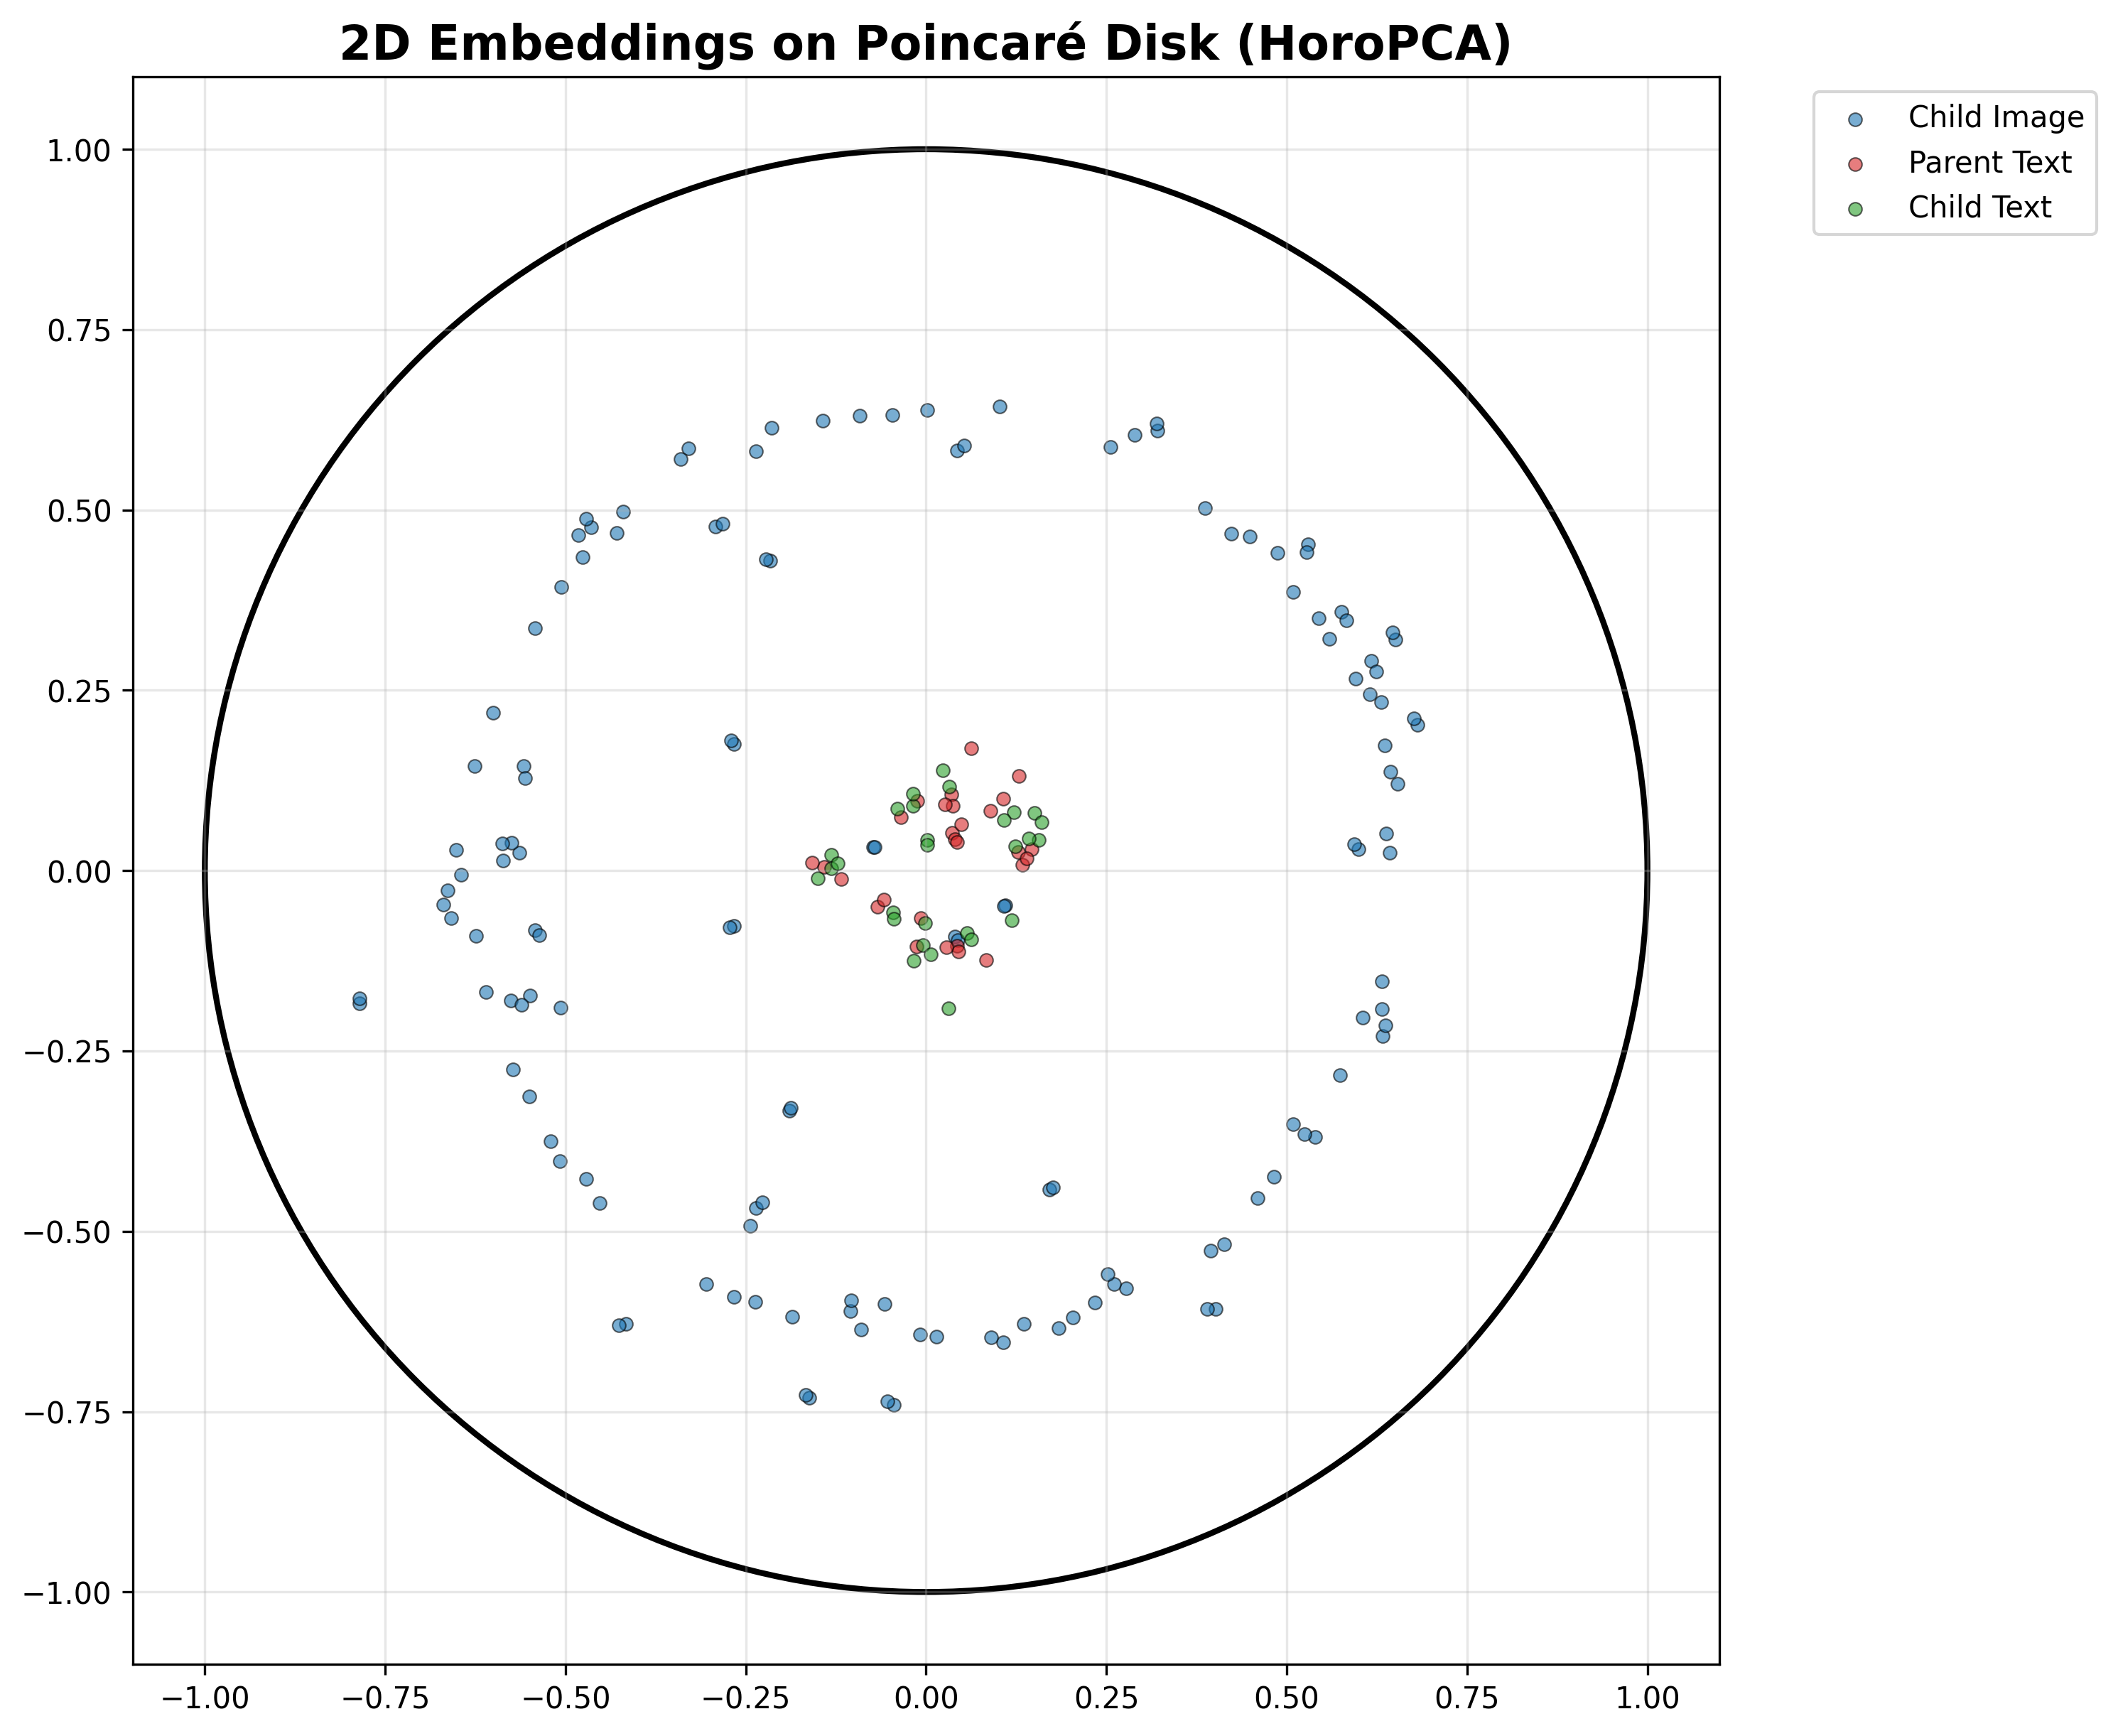 2D Embeddings on Poincaré Disk (HoroPCA)
Child Image
Parent Text
Child Text
1.00
0.75
0.50
0.25
0.00
−0.25
−0.50
−0.75
−1.00
−1.00 −0.75 −0.50 −0.25 0.00 0.25 0.50 0.75 1.00